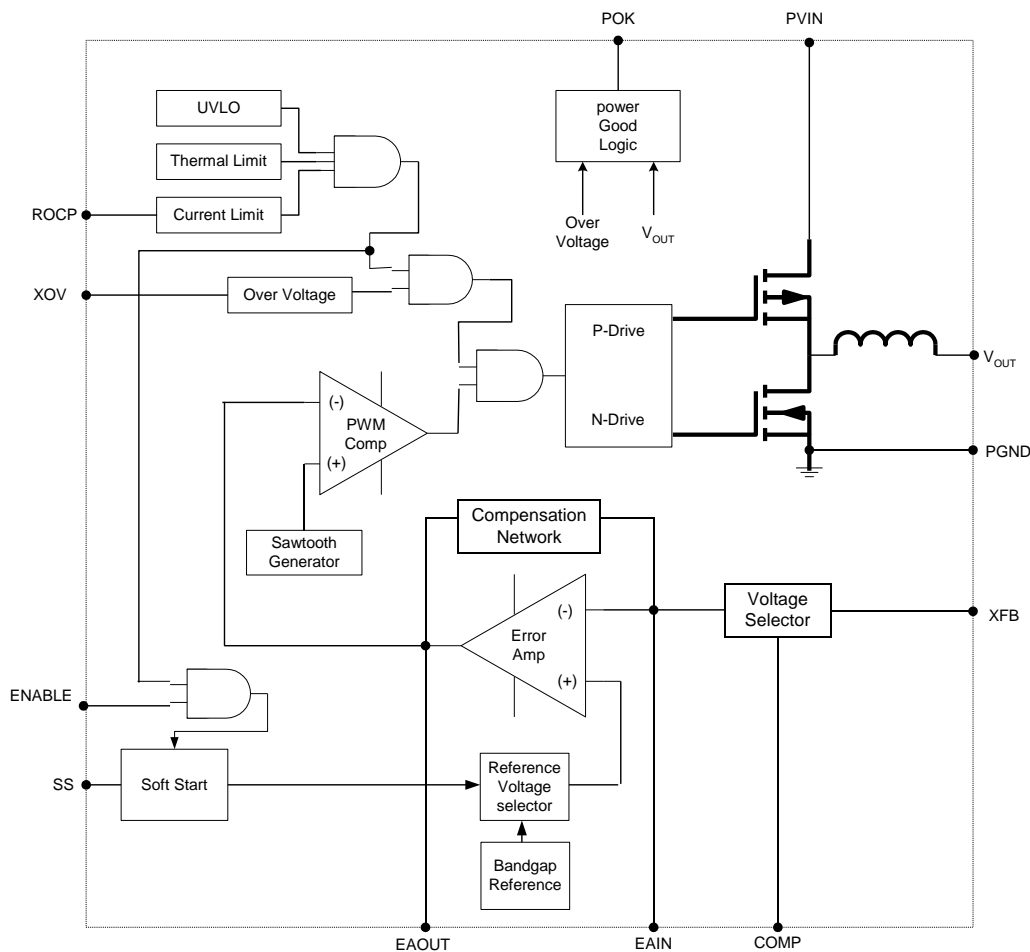 POK
PVIN
UVLO
power
Good
Logic
Thermal Limit
ROCP
Current Limit
Over
Voltage
VOUT
XOV
Over Voltage
P-Drive
VOUT
(-)
PWM
Comp
N-Drive
(+)
PGND
Compensation
Network
Sawtooth
Generator
Voltage
Selector
(-)
XFB
Error
Amp
(+)
ENABLE
SS
Soft Start
Reference
Voltage
selector
Bandgap
Reference
EAOUT
EAIN
COMP